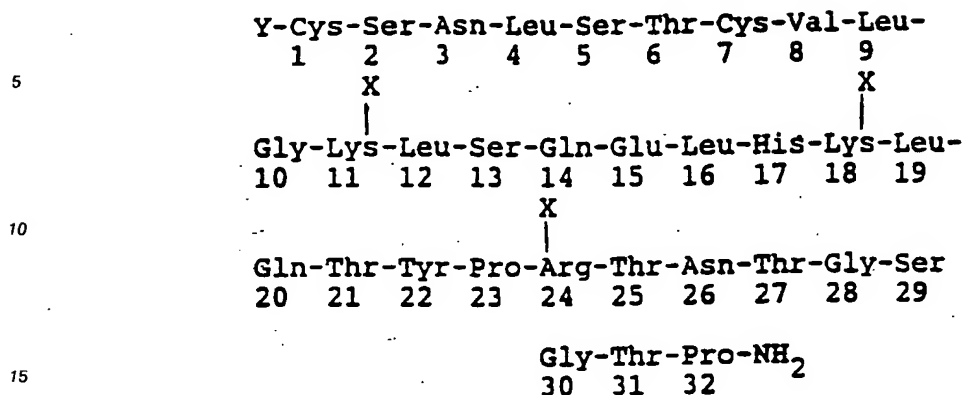 Y-Cys-Ser-Asn-Leu-Ser-Thr-Cys-Val-Leu-
1 2 3 4 5 6 7 8 9
5 X X
Gly-Lys-Leu-Ser-Gln-Glu-Leu-His-Lys-Leu-
10 11 12 13 14 15 16 17 18 19
10 X
Gln-Thr-Tyr-Pro-Arg-Thr-Asn-Thr-Gly-Ser
20 21 22 23 24 25 26 27 28 29
Gly-Thr-Pro-NH2
15 30 31 32